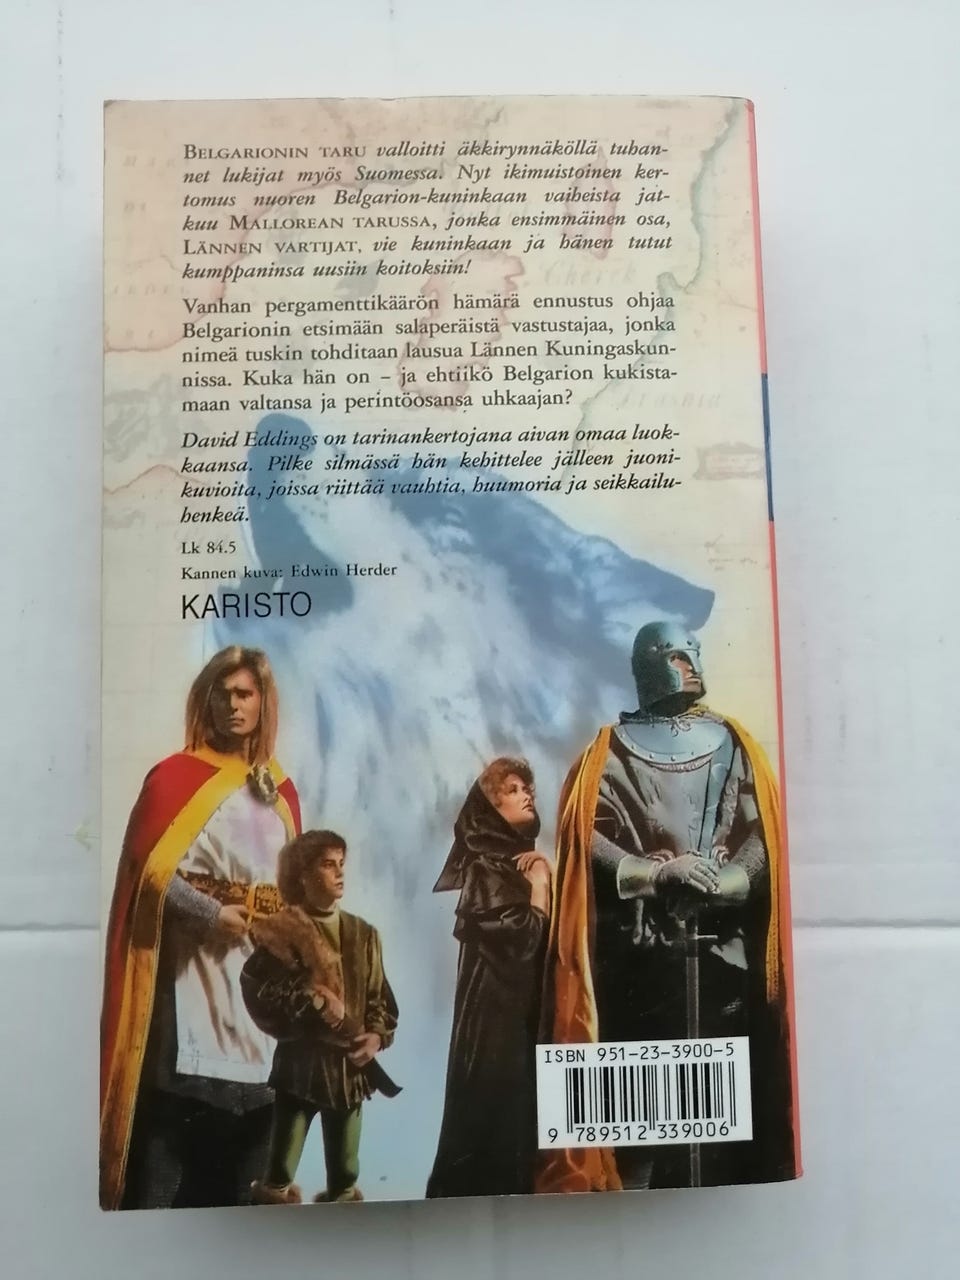 BELGARIONIN TARU valloitti äkkirynnäköllä tuhan-
net lukijat myös Suomessa. Nyt ikimuistoinen ker-
tomus nuoren Belgarion-kuninkaan vaiheista jat-
kuu MALLOREAN TARUSSA, jonka ensimmäinen osa,
LÄNNEN VARTIJAT, vie kuninkaan ja hänen tutut
kumppaninsa uusiin koitoksiin!
Vanhan pergamenttikäärön hämärä ennustus ohjaa
Belgarionin etsimään salaperäistä vastustajaa, jonka
nimeä tuskin tohditaan lausua Lännen Kuningaskun-
nissa. Kuka hän on – ja ehtiikö Belgarion kukista-
maan valtansa ja perintöosansa uhkaajan?
David Eddings on tarinankertojana aivan omaa luok-
kaansa. Pilke silmässä hän kehittelee jälleen juoni-
kuvioita, joissa riittää vauhtia, huumoria ja seikkailu-
henkeä.
Lk 84.5
Kannen kuva: Edwin Herder
KARISTO
Cherek
ISBN 951-23-3900-5
9 789512 339006